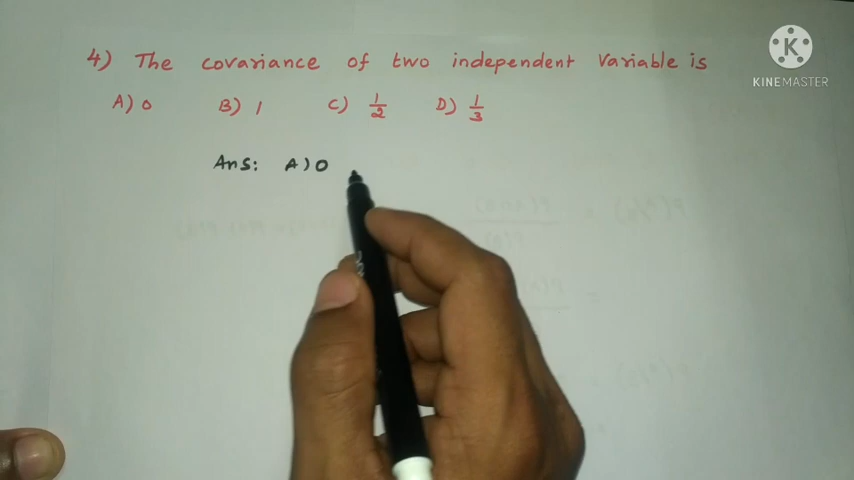 4) The covariance of two independent Variable is
A) 0 B) 1 C) 1/2 D) 1/3
Ans: A) 0
K
KINEMASTER